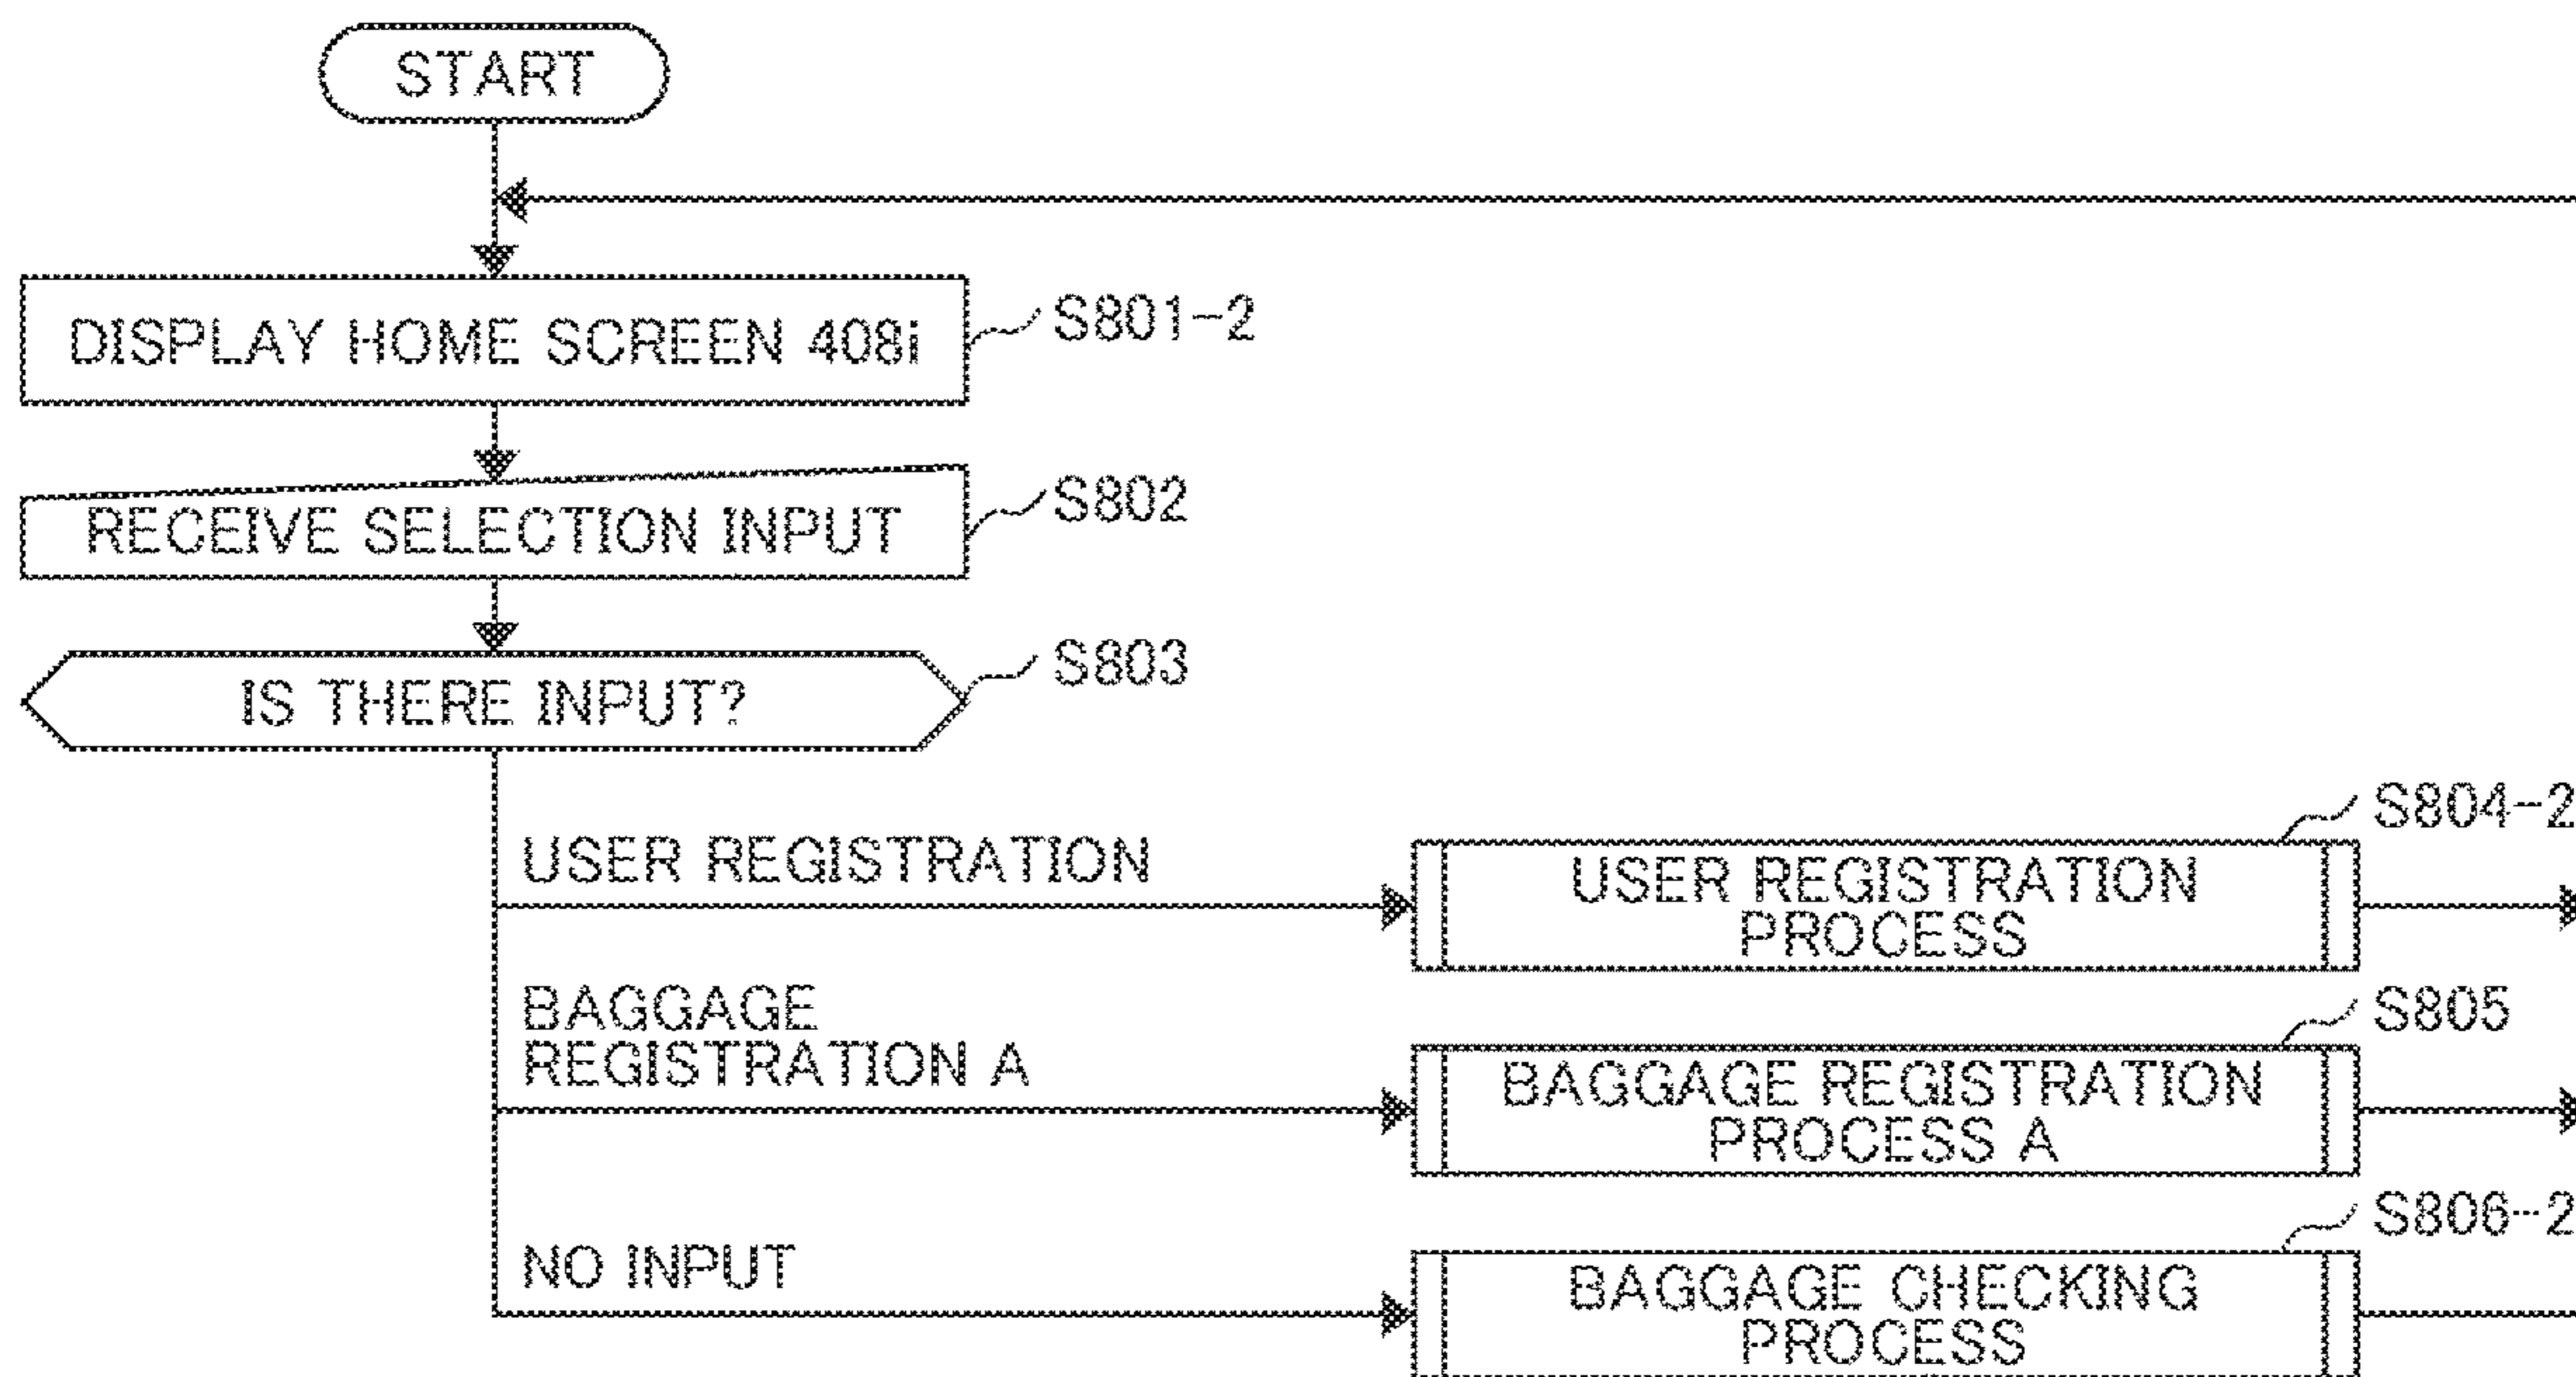 START
DISPLAY HOME SCREEN 408i
S801-2
RECEIVE SELECTION INPUT
S802
IS THERE INPUT?
S803
USER REGISTRATION
USER REGISTRATION
PROCESS
S804-2
BAGGAGE
REGISTRATION A
BAGGAGE REGISTRATION
PROCESS A
S805
NO INPUT
BAGGAGE CHECKING
PROCESS
S806-2